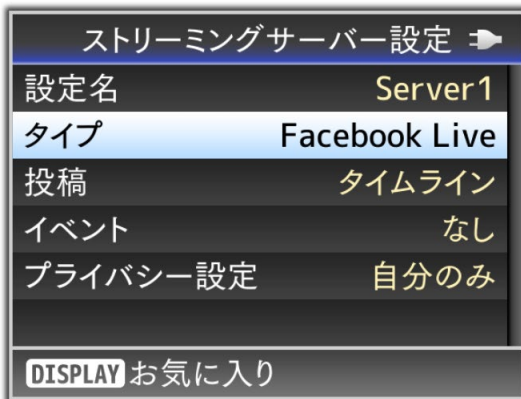 ストリーミングサーバー設定
設定名 Server1
タイプ Facebook Live
投稿 タイムライン
イベント なし
プライバシー設定 自分のみ
DISPLAY お気に入り